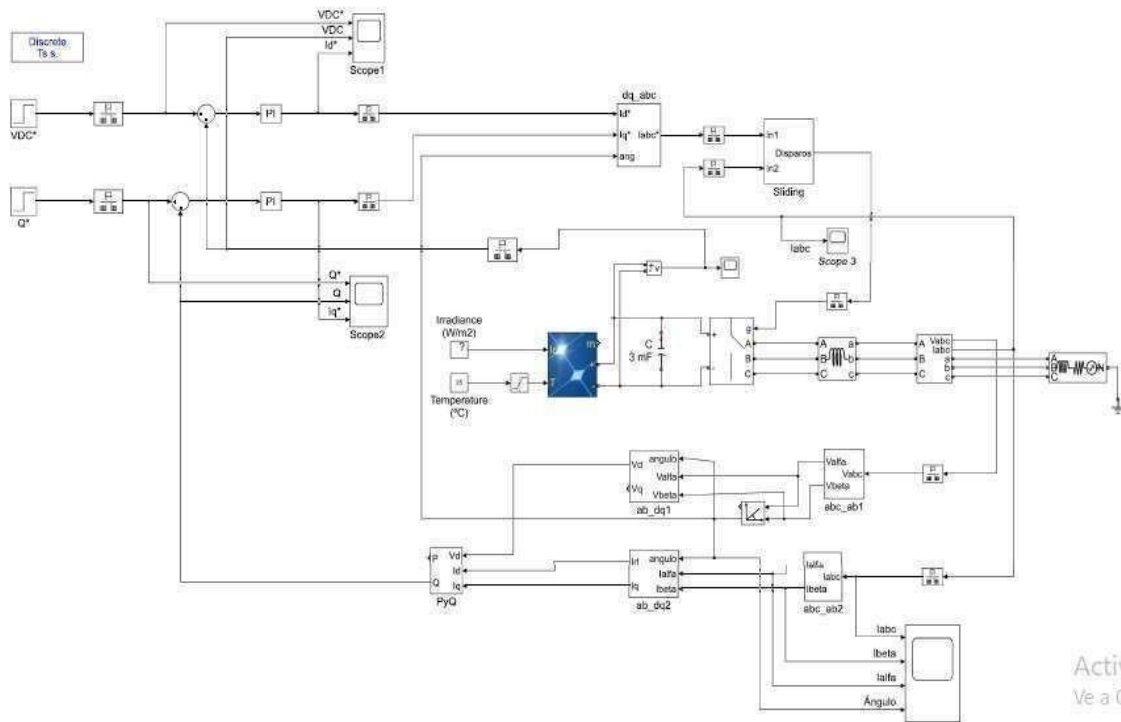 VDC*
VDC
Id*
Scope1
Discrete
Ts s.
VDC*
PI
dq_abc
Id*
Iq*
ang
Iabc*
In1
In2
Disparos
Sliding
Q*
PI
Iabc
Scope 3
Q*
Q
Iq*
Scope2
Irradiance
(W/m2)
?
Temperature
(ºC)
Ir
T
m
+
-
v
C
3 mF
g
+
-
A
B
C
A
B
C
a
b
c
A
B
C
Vabc
Iabc
a
b
c
A
B
C
N
Vd
Vq
angulo
Valfa
Vbeta
ab_dq1
Valfa
Vabc
Vbeta
abc_ab1
P
Q
Vd
Id
Iq
PyQ
Iq
angulo
Ialfa
Ibeta
ab_dq2
Ialfa
Iabc
Ibeta
abc_ab2
Iabc
Ibeta
Ialfa
Ángulo
Activ
Ve a C